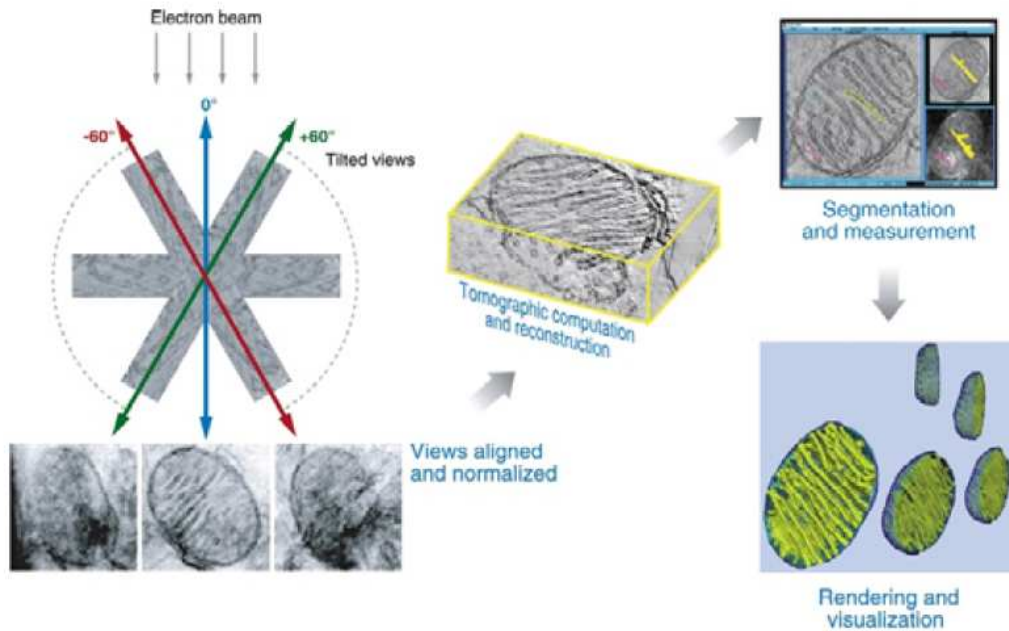 Electron beam
0°
-60°
+60°
Tilted views
Views aligned
and normalized
Tomographic computation
and reconstruction
Segmentation
and measurement
Rendering and
visualization